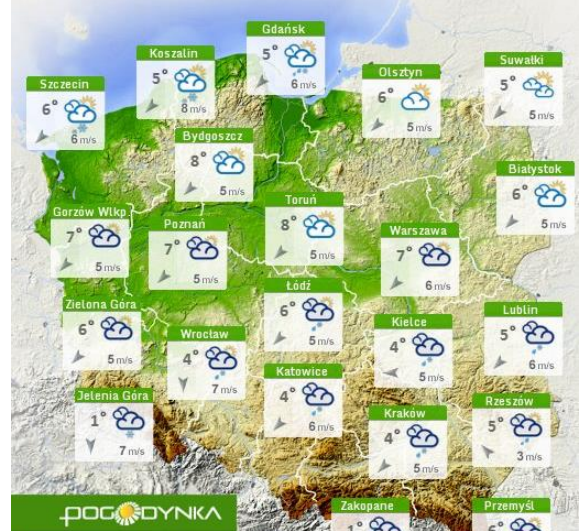 Gdańsk
5°
6 m/s
Koszalin
5°
8 m/s
Suwałki
5°
5 m/s
Olsztyn
6°
5 m/s
Szczecin
6°
6 m/s
Bydgoszcz
8°
5 m/s
Białystok
6°
5 m/s
Toruń
8°
5 m/s
Gorzów Wlkp.
7°
5 m/s
Poznań
7°
5 m/s
Warszawa
7°
6 m/s
Łódź
6°
5 m/s
Zielona Góra
6°
5 m/s
Lublin
5°
6 m/s
Kielce
4°
5 m/s
Wrocław
4°
7 m/s
Katowice
4°
6 m/s
Jelenia Góra
1°
7 m/s
Rzeszów
5°
3 m/s
Kraków
4°
5 m/s
Zakopane
Przemyśl
POGODYNKA